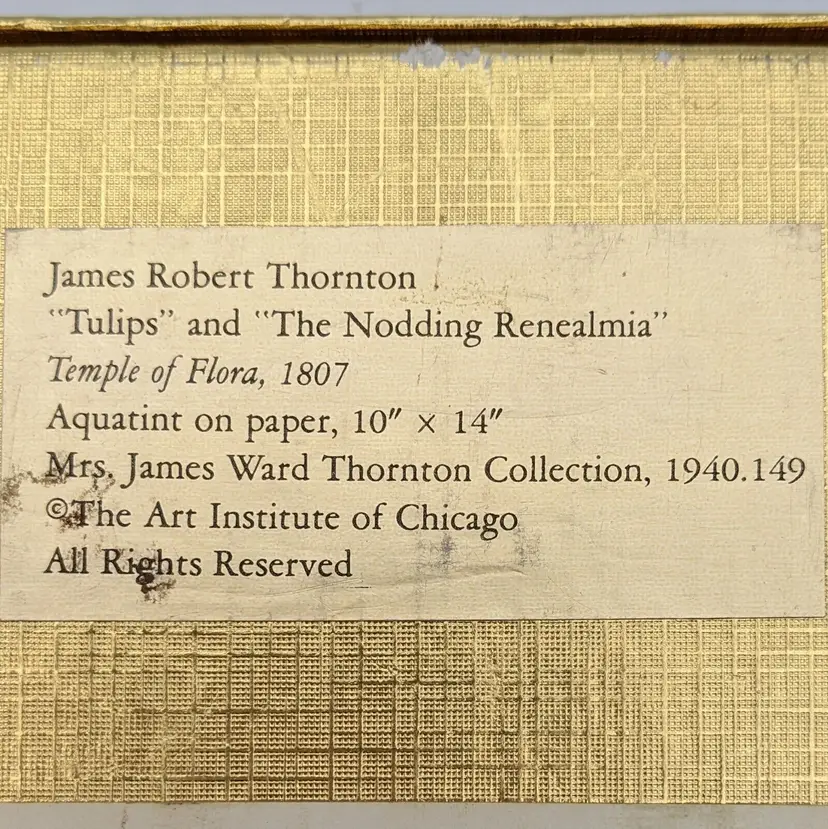 James Robert Thornton
“Tulips” and “The Nodding Renealmia”
Temple of Flora, 1807
Aquatint on paper, 10″ × 14″
Mrs. James Ward Thornton Collection, 1940.149
©The Art Institute of Chicago
All Rights Reserved